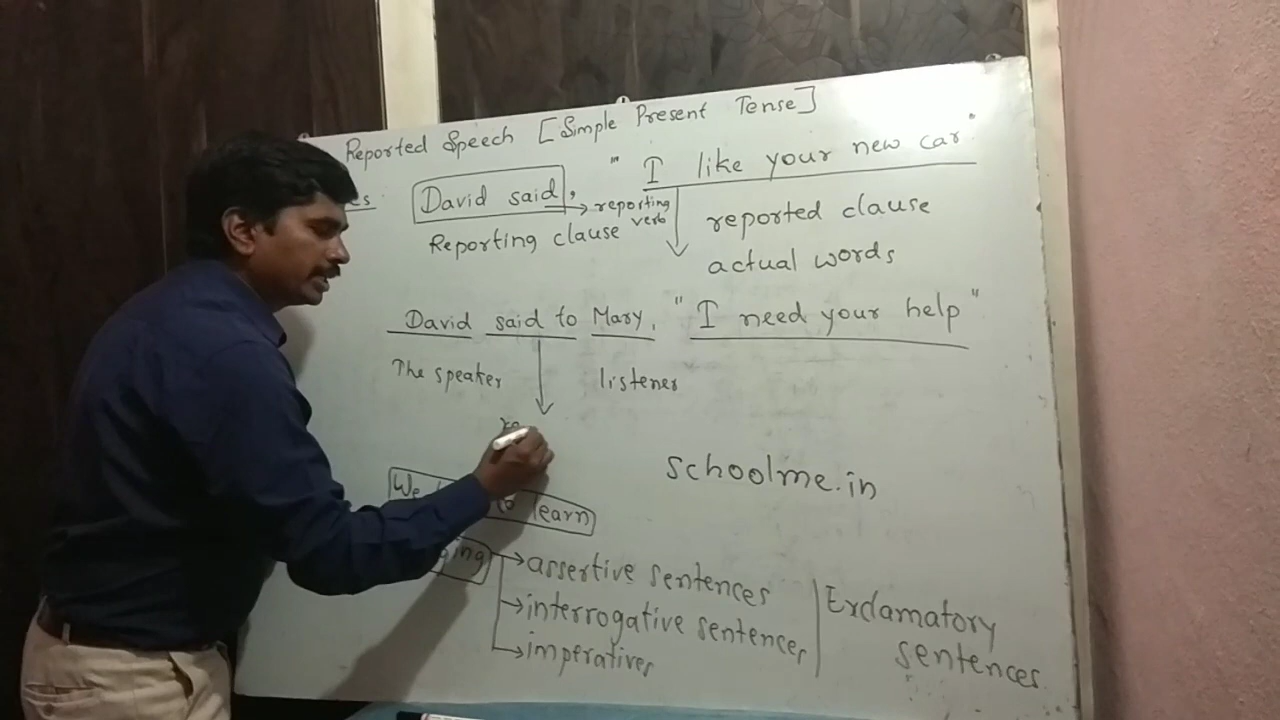 Reported Speech [Simple Present Tense]
David said, " I like your new car."
reporting verb
Reporting clause
reported clause
actual words
David said to Mary, "I need your help"
The speaker
listener
schoolme.in
learn
assertive sentences
interrogative sentences
imperatives
Exclamatory sentences